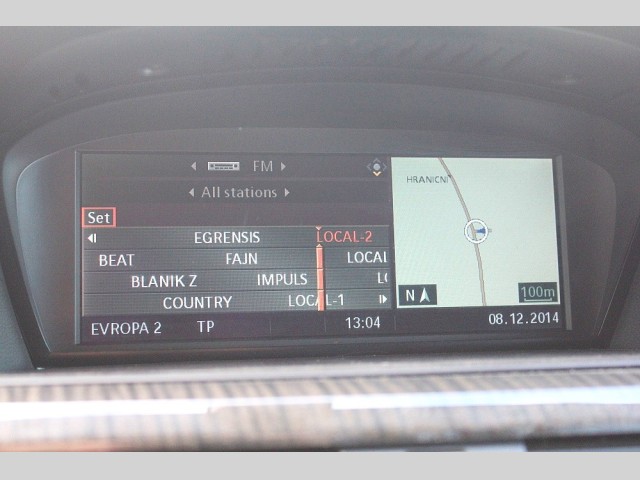 FM
All stations
Set
EGRENSIS LOCAL-2
BEAT FAJN LOCAL
BLANIK Z IMPULS
COUNTRY LOCAL-1
EVROPA 2 TP 13:04
HRANICNI
N
100m
08.12.2014